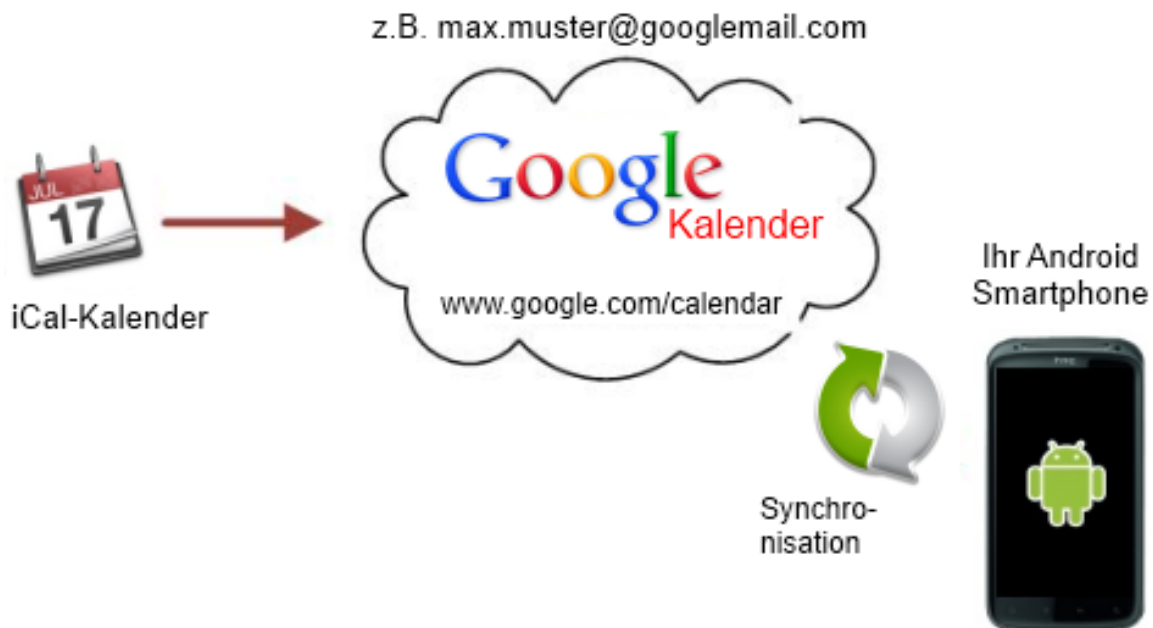 z.B. max.muster@googlemail.com
Google
Kalender
www.google.com/calendar
JUL
17
iCal-Kalender
Ihr Android
Smartphone
hTC
Synchro-
nisation